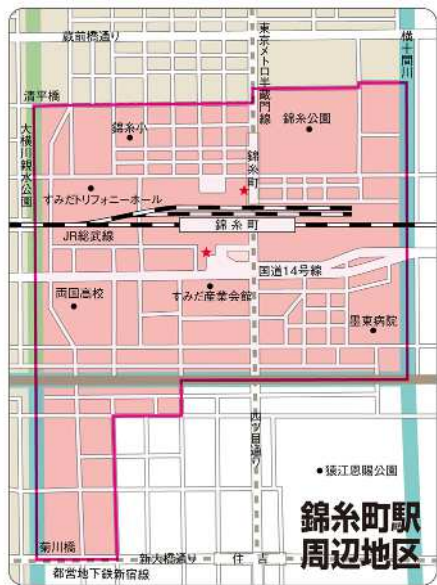 蔵前橋通り
東京メトロ半蔵門線
横十間川
清平橋
大横川親水公園
錦糸小
錦糸公園
錦糸町
すみだトリフォニーホール
JR総武線
錦糸町
国道14号線
両国高校
すみだ産業会館
墨東病院
四ッ目通り
猿江恩賜公園
錦糸町駅
周辺地区
菊川橋
新大橋通り
住吉
都営地下鉄新宿線